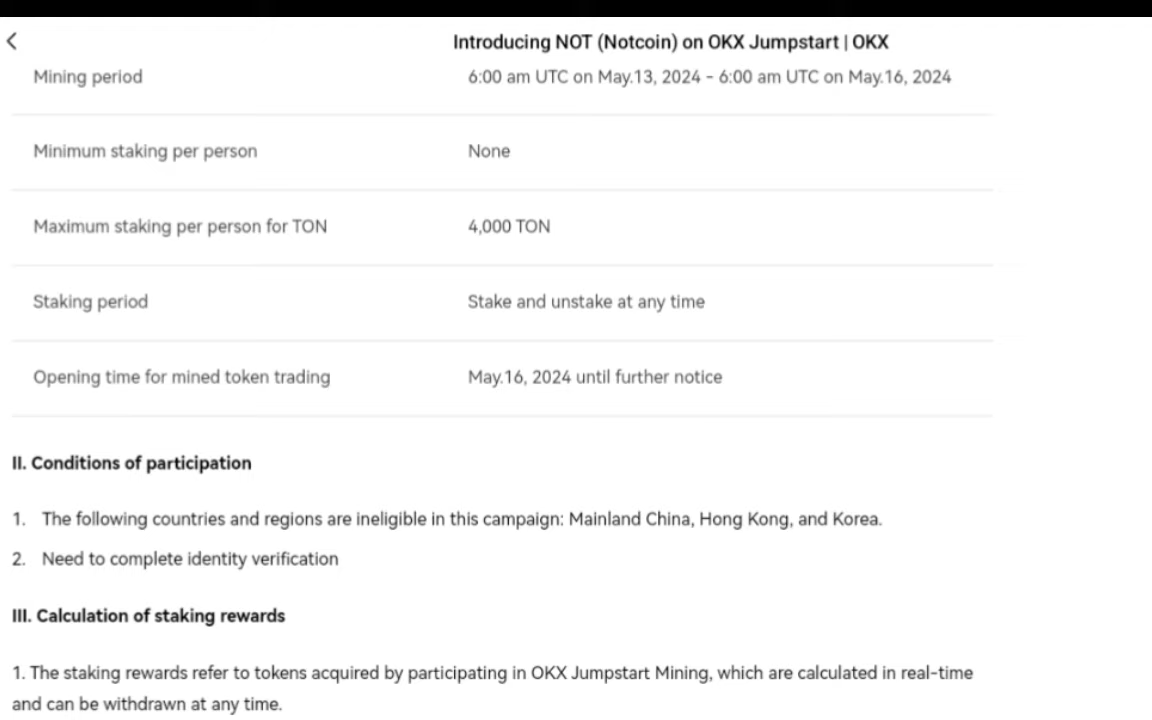 Introducing NOT (Notcoin) on OKX Jumpstart | OKX
Mining period 6:00 am UTC on May.13, 2024 - 6:00 am UTC on May.16, 2024
Minimum staking per person None
Maximum staking per person for TON 4,000 TON
Staking period Stake and unstake at any time
Opening time for mined token trading May.16, 2024 until further notice
II. Conditions of participation
1. The following countries and regions are ineligible in this campaign: Mainland China, Hong Kong, and Korea.
2. Need to complete identity verification
III. Calculation of staking rewards
1. The staking rewards refer to tokens acquired by participating in OKX Jumpstart Mining, which are calculated in real-time
and can be withdrawn at any time.